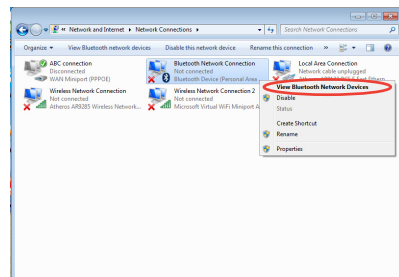 « Network and Internet ▸ Network Connections ▸
Search Network Connections
Organize ▾ View Bluetooth network devices Disable this network device Rename this connection »
ABC connection
Disconnected
WAN Miniport (PPPOE)
Bluetooth Network Connection
Not connected
Bluetooth Device (Personal Area ...
Local Area Connection
Network cable unplugged
Wireless Network Connection
Not connected
Atheros AR9285 Wireless Network...
Wireless Network Connection 2
Not connected
Microsoft Virtual WiFi Miniport A...
View Bluetooth Network Devices
Disable
Status
Create Shortcut
Rename
Properties